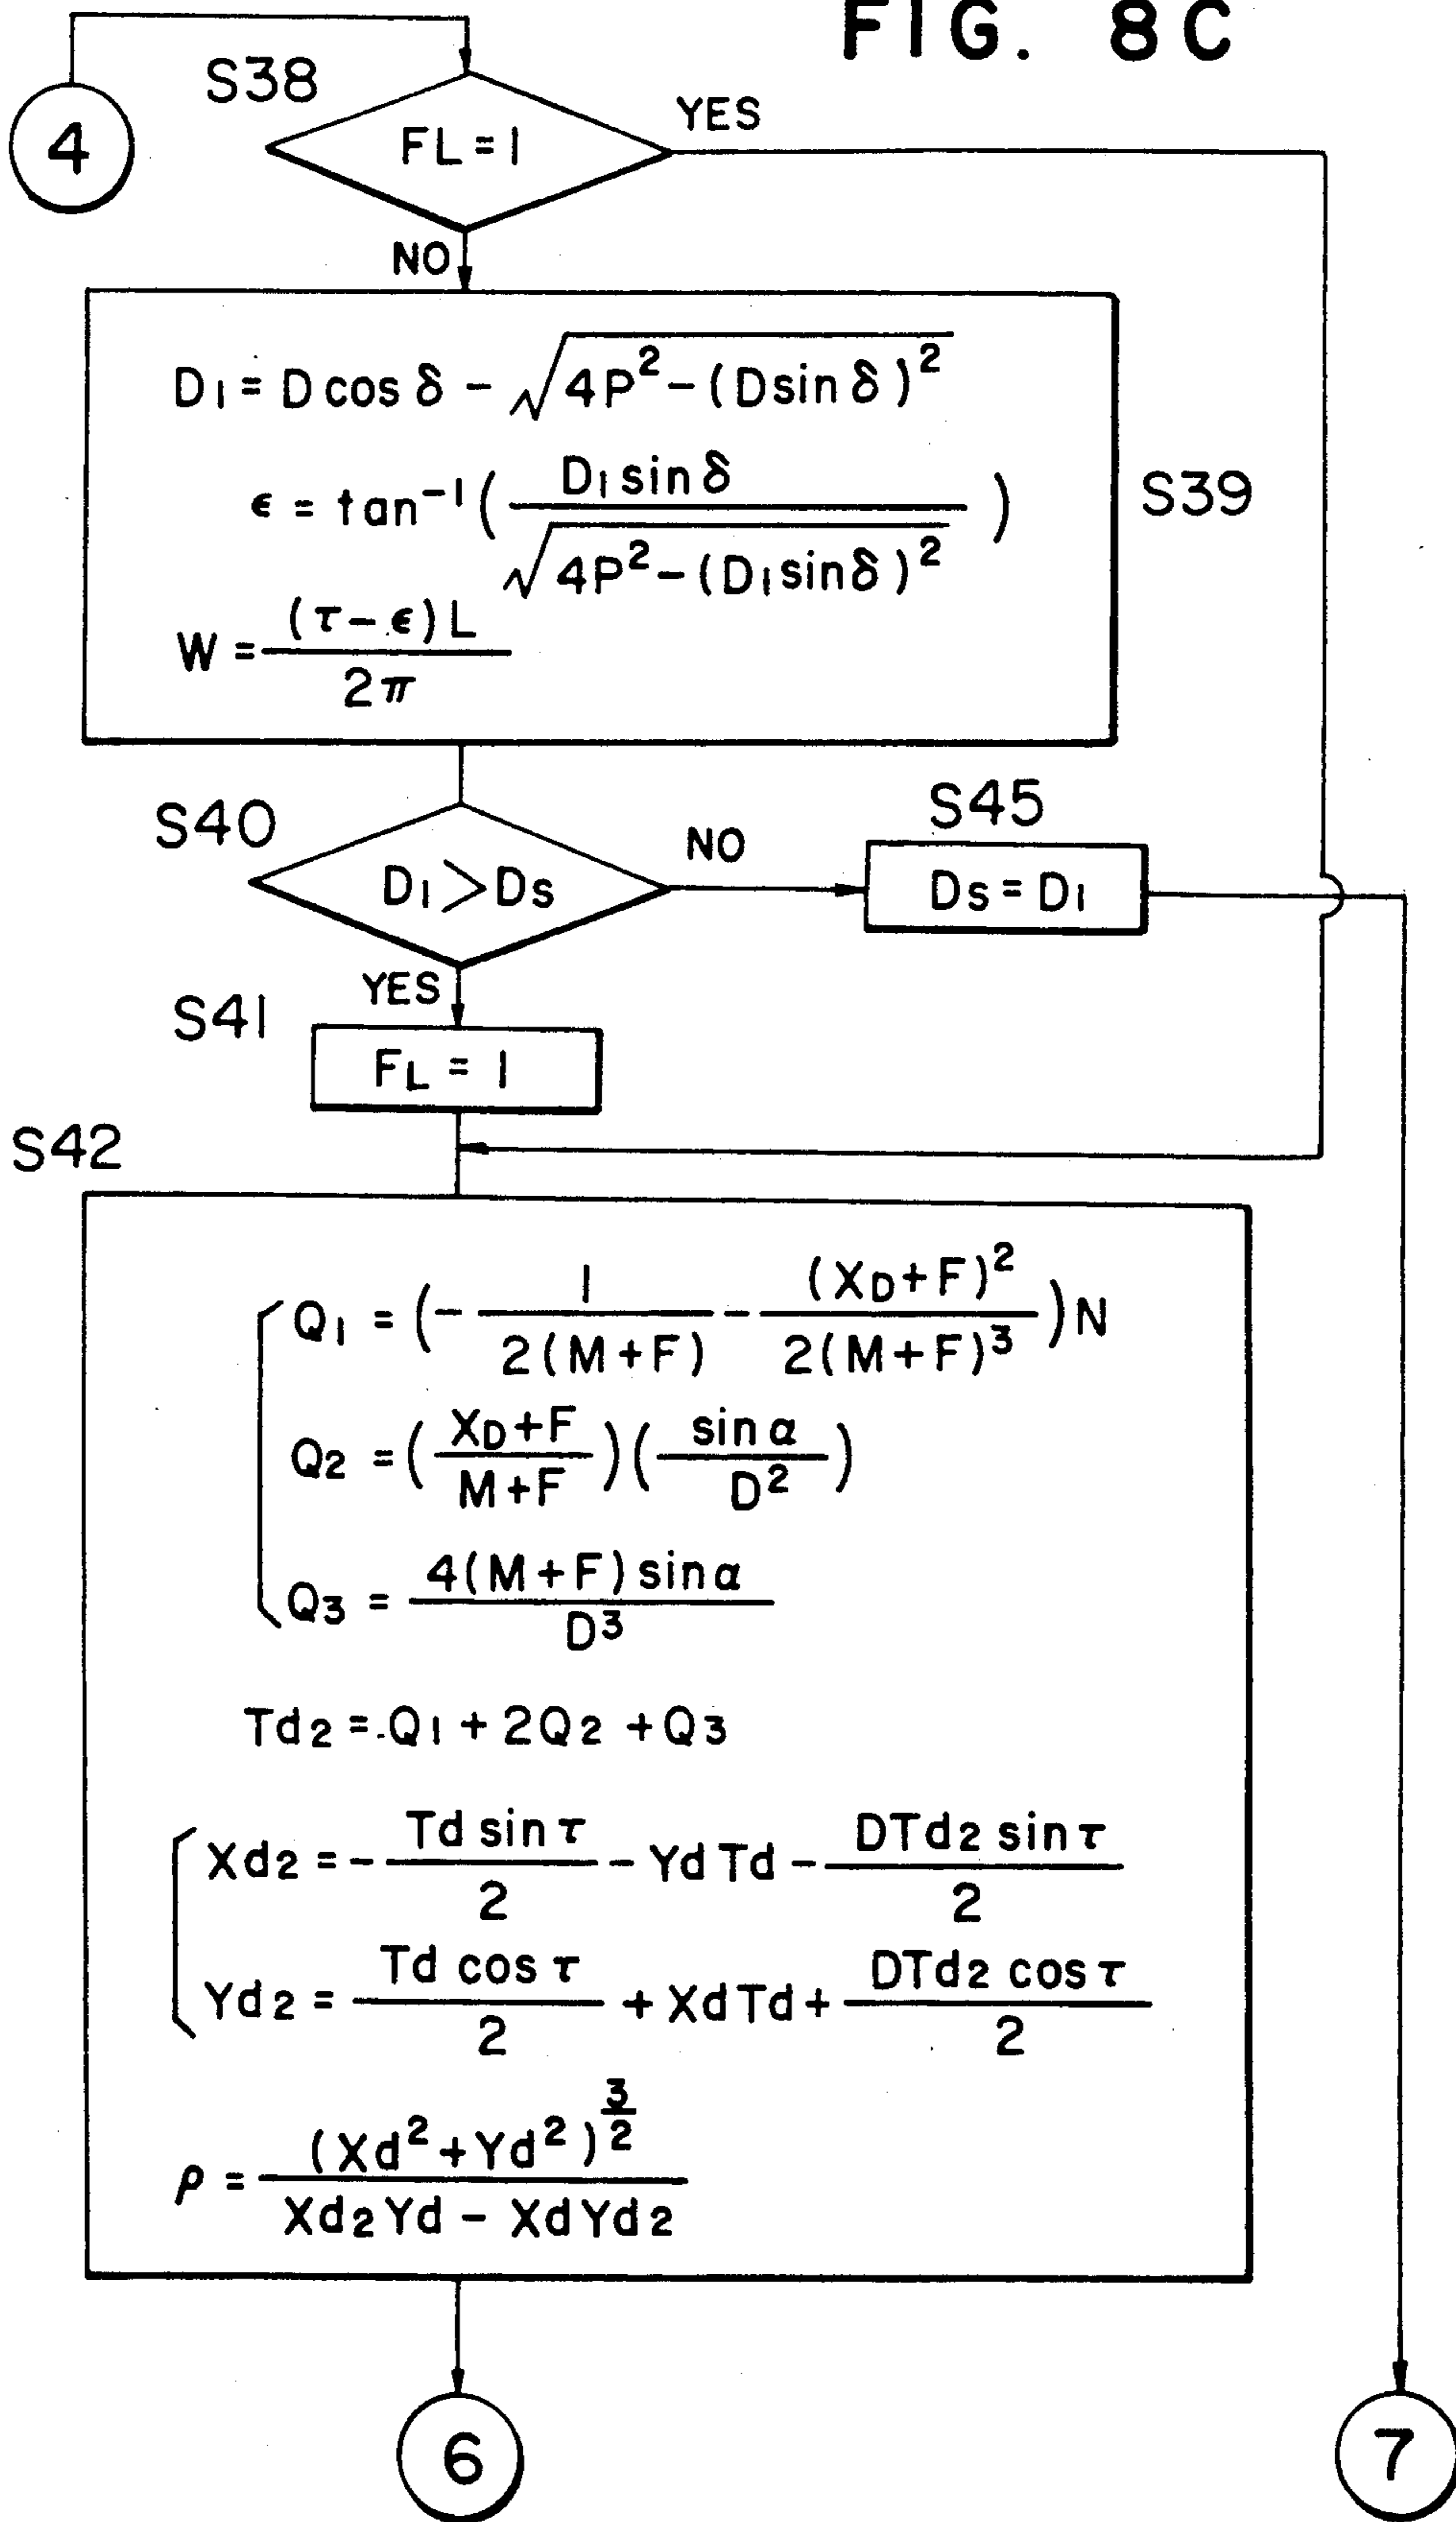 FIG. 8C
4
S38
FL = 1
YES
NO
D1 = D cos δ - √(4P² - (D sin δ)²)
ε = tan⁻¹( D1 sin δ / √(4P² - (D1 sin δ)²) )
W = (τ - ε) L / 2π
S39
S40
D1 > Ds
NO
S45
Ds = D1
YES
S41
FL = 1
S42
Q1 = (- 1 / 2(M+F) - (XD+F)² / 2(M+F)³ ) N
Q2 = ( XD+F / M+F )( sin α / D² )
Q3 = 4(M+F) sin α / D³
Td2 = Q1 + 2Q2 + Q3
Xd2 = - Td sin τ / 2 - Yd Td - DTd2 sin τ / 2
Yd2 = Td cos τ / 2 + Xd Td + DTd2 cos τ / 2
ρ = (Xd² + Yd²)^(3/2) / Xd2 Yd - Xd Yd2
6
7